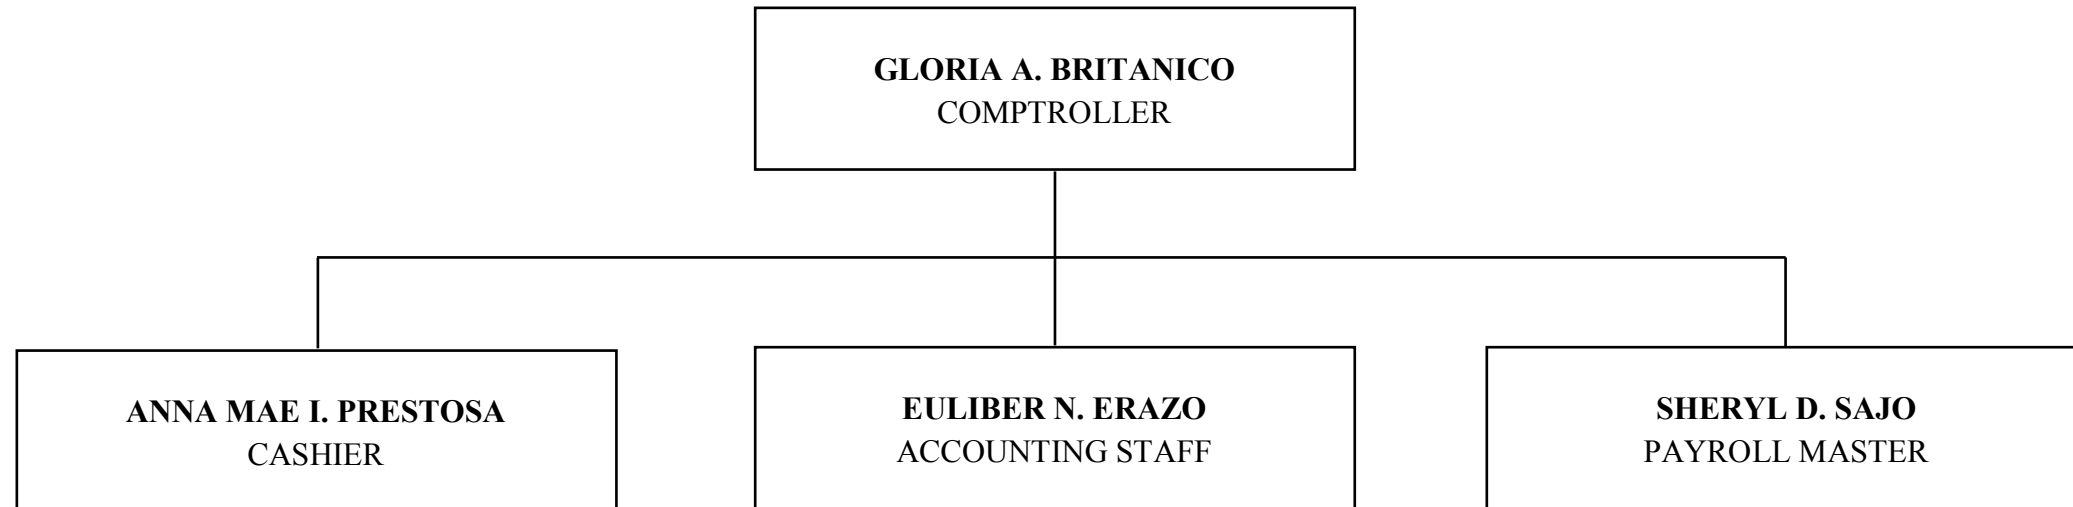 GLORIA A. BRITANICO
COMPTROLLER
ANNA MAE I. PRESTOSA
CASHIER
EULIBER N. ERAZO
ACCOUNTING STAFF
SHERYL D. SAJO
PAYROLL MASTER